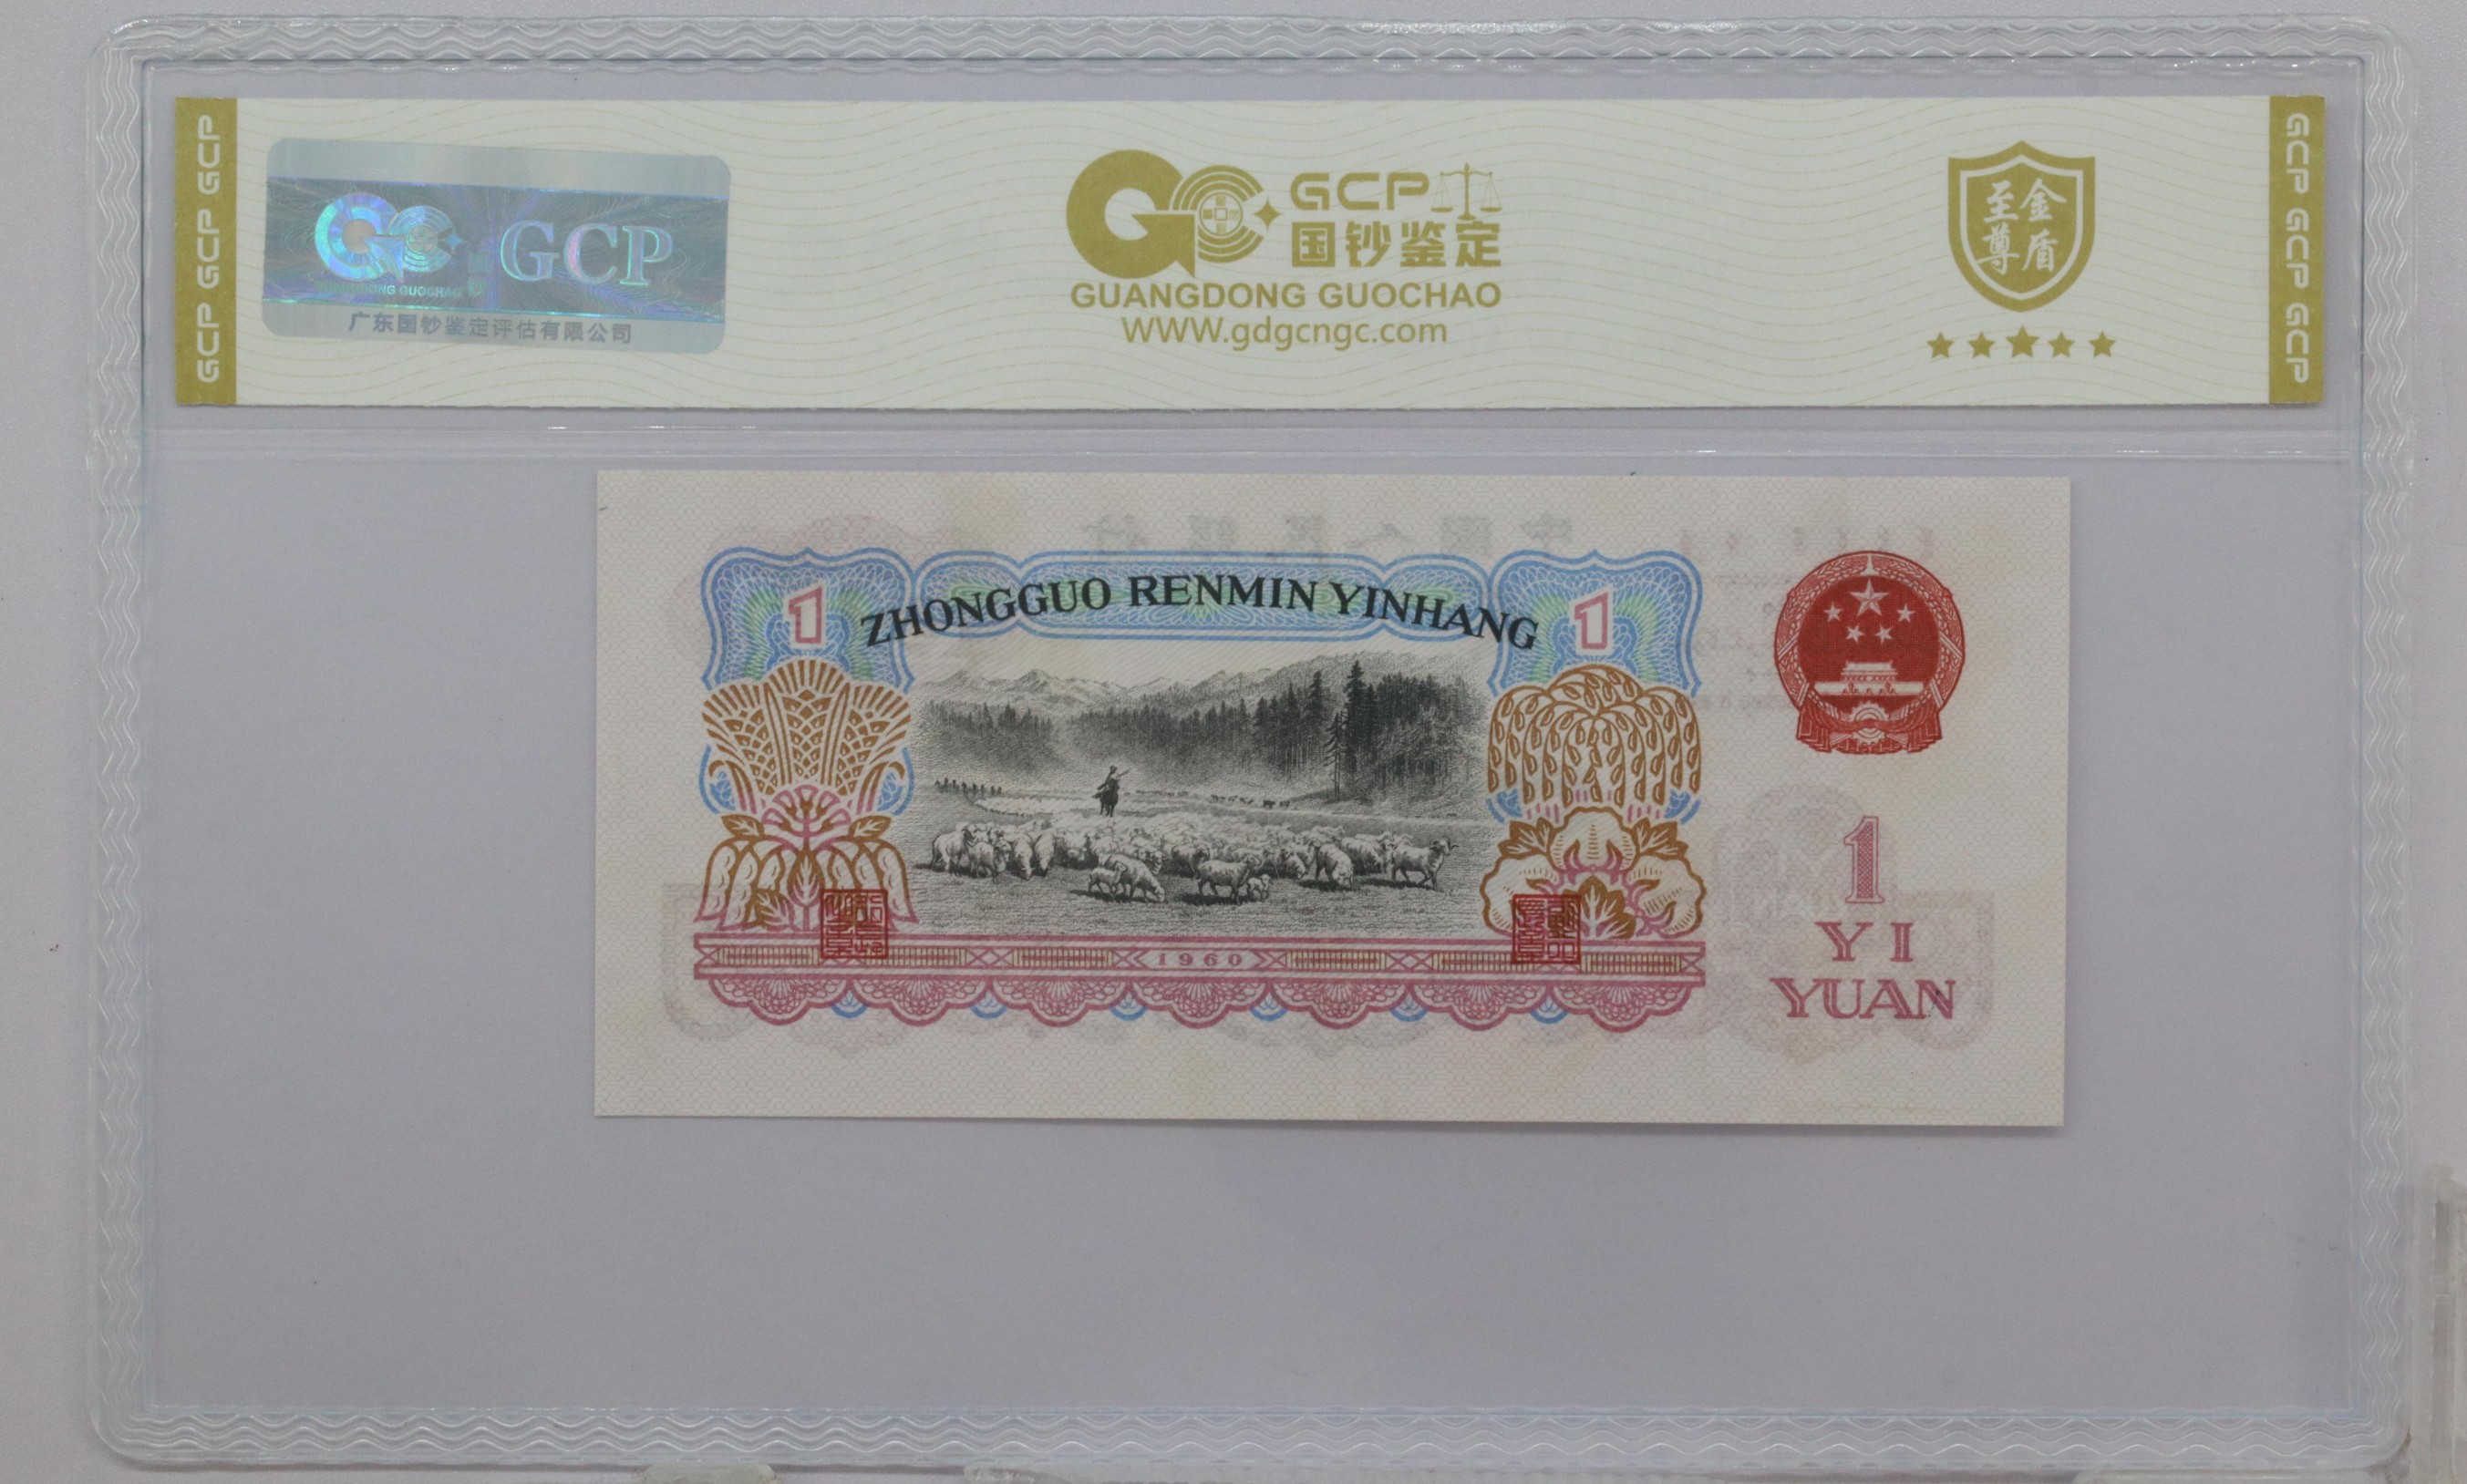 GCP GCP GCP
GCP
GUANGDONG GUOCHAO
广东国钞鉴定评估有限公司
GCP
国钞鉴定
GUANGDONG GUOCHAO
WWW.gdgcngc.com
至金
尊盾
GCP GCP GCP
ZHONGGUO RENMIN YINHANG
1
1
1960
1
YI
YUAN